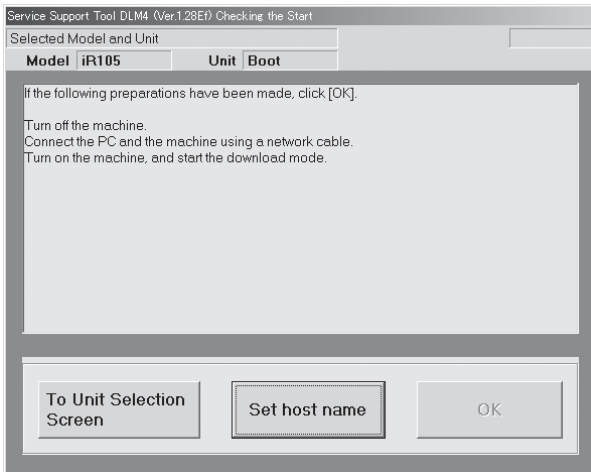 Service Support Tool DLM4 (Ver.1.28Ef) Checking the Start
Selected Model and Unit
Model iR105 Unit Boot
If the following preparations have been made, click [OK].
Turn off the machine.
Connect the PC and the machine using a network cable.
Turn on the machine, and start the download mode.
To Unit Selection
Screen
Set host name
OK